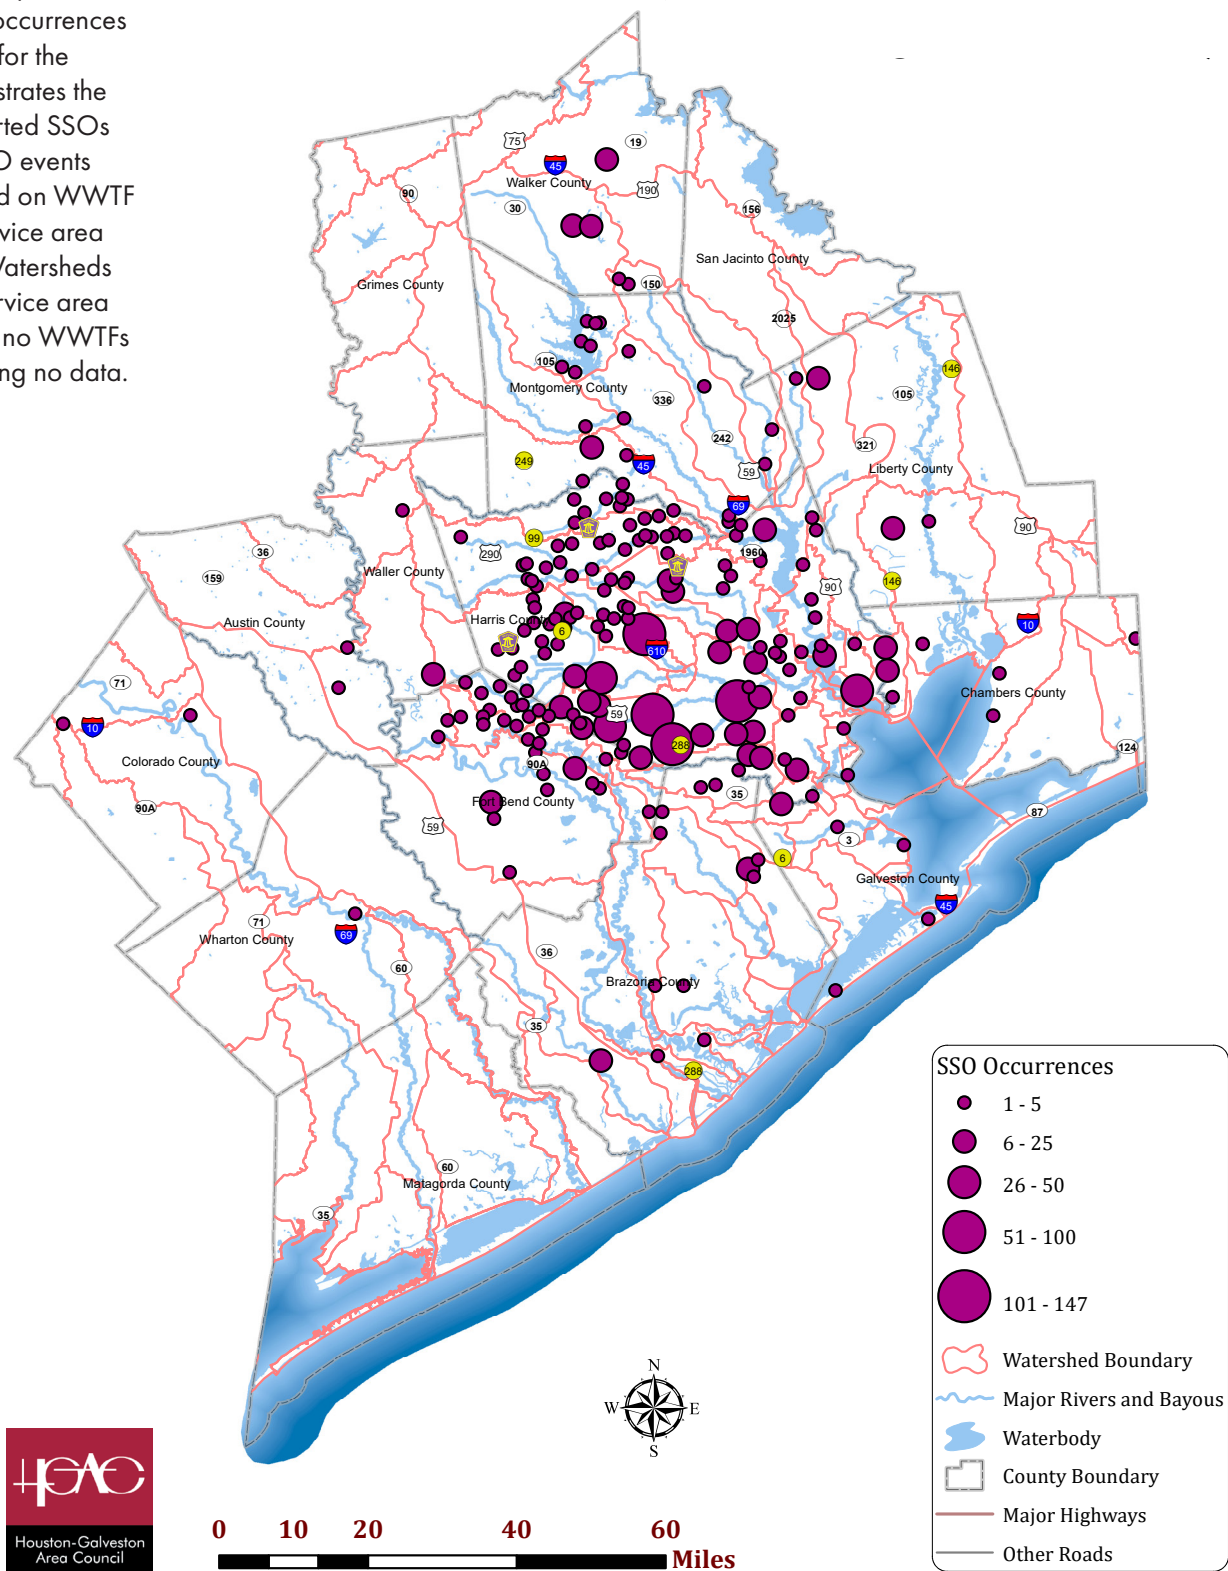 occurrences
for the
strates the
rted SSOs
O events
d on WWTF
vice area
Watersheds
rvice area
no WWTFs
ng no data.
75
19
45
Walker County
190
90
30
156
San Jacinto County
150
Grimes County
2025
105
146
Montgomery County
105
336
242
321
249
45
59
Liberty County
69
90
36
99
290
1960
159
Waller County
90
146
Austin County
Harris County
6
10
610
71
Chambers County
59
10
288
124
Colorado County
90A
90A
35
Fort Bend County
87
59
3
6
Galveston County
45
71
Wharton County
69
36
60
Brazoria County
35
288
60
Matagorda County
35
SSO Occurrences
1 - 5
6 - 25
26 - 50
51 - 100
101 - 147
Watershed Boundary
Major Rivers and Bayous
Waterbody
County Boundary
Major Highways
Other Roads
N
W E
S
HGAC
Houston-Galveston
Area Council
0 10 20 40 60
Miles